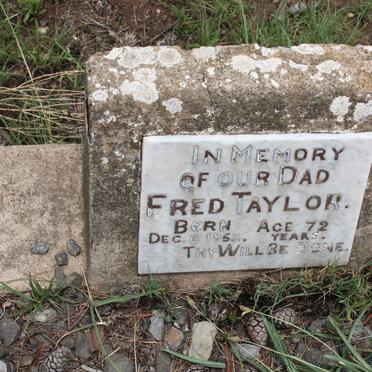 IN MEMORY
OF OUR DAD
FRED TAYLOR.
BORN AGE 72
DEC. 6 1952. YEARS.
THY WILL BE DONE.